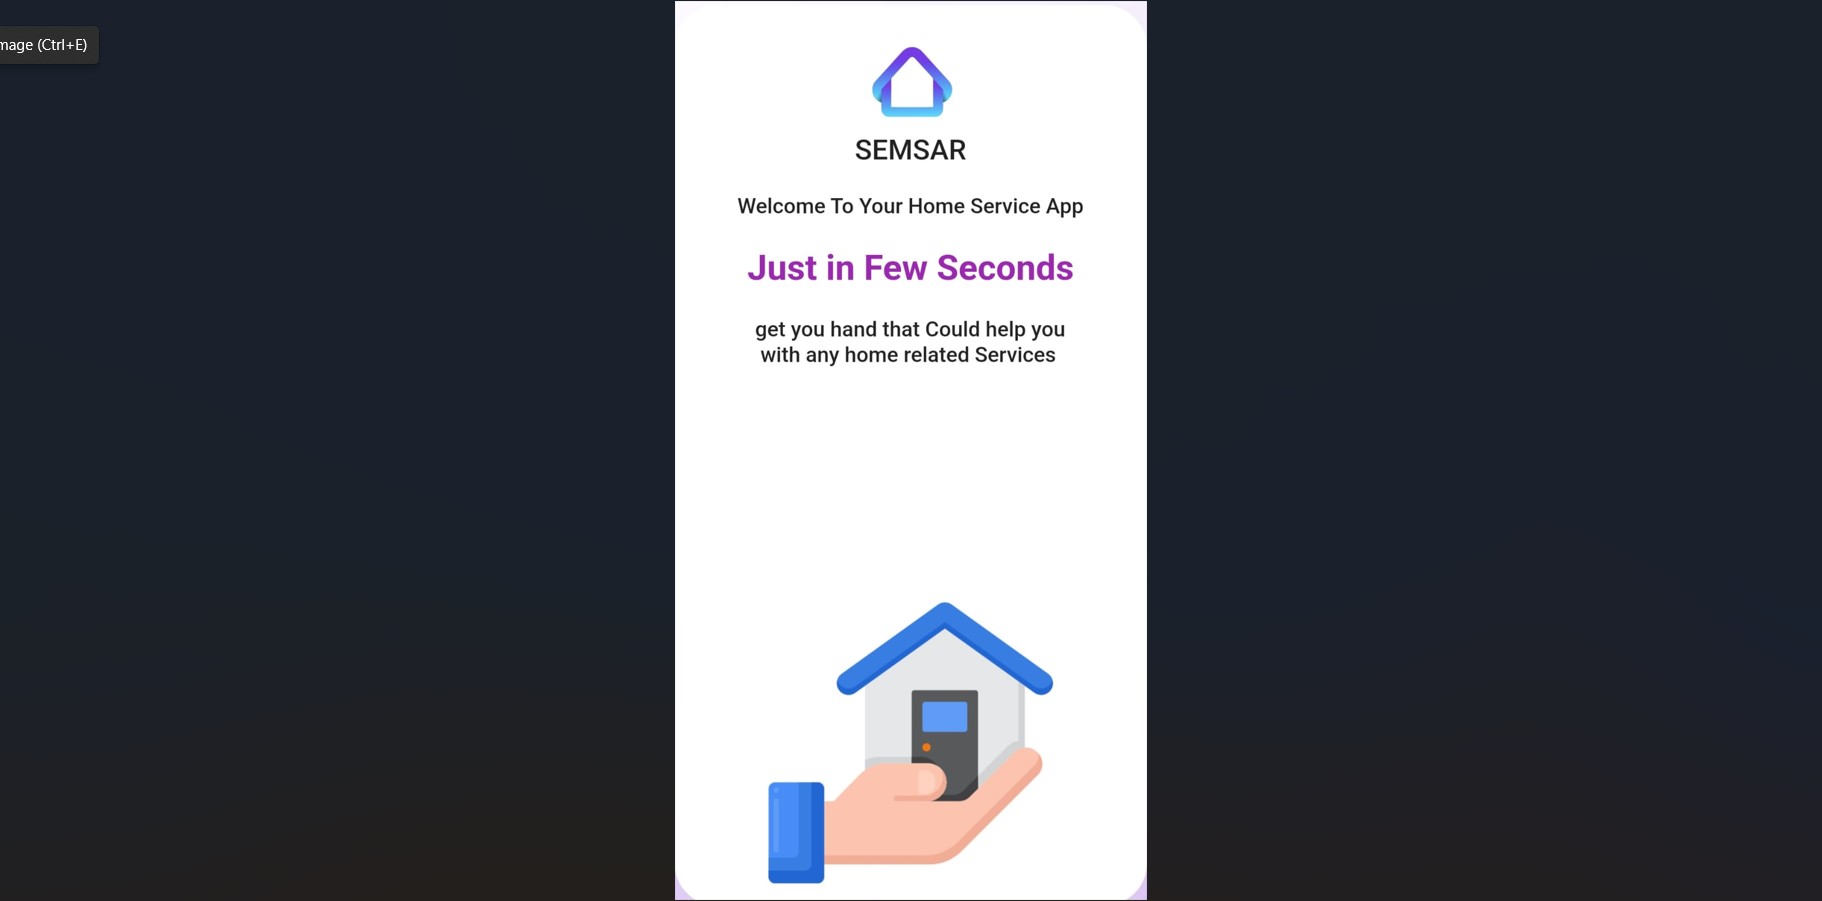 mage (Ctrl+E)
SEMSAR
Welcome To Your Home Service App
Just in Few Seconds
get you hand that Could help you
with any home related Services